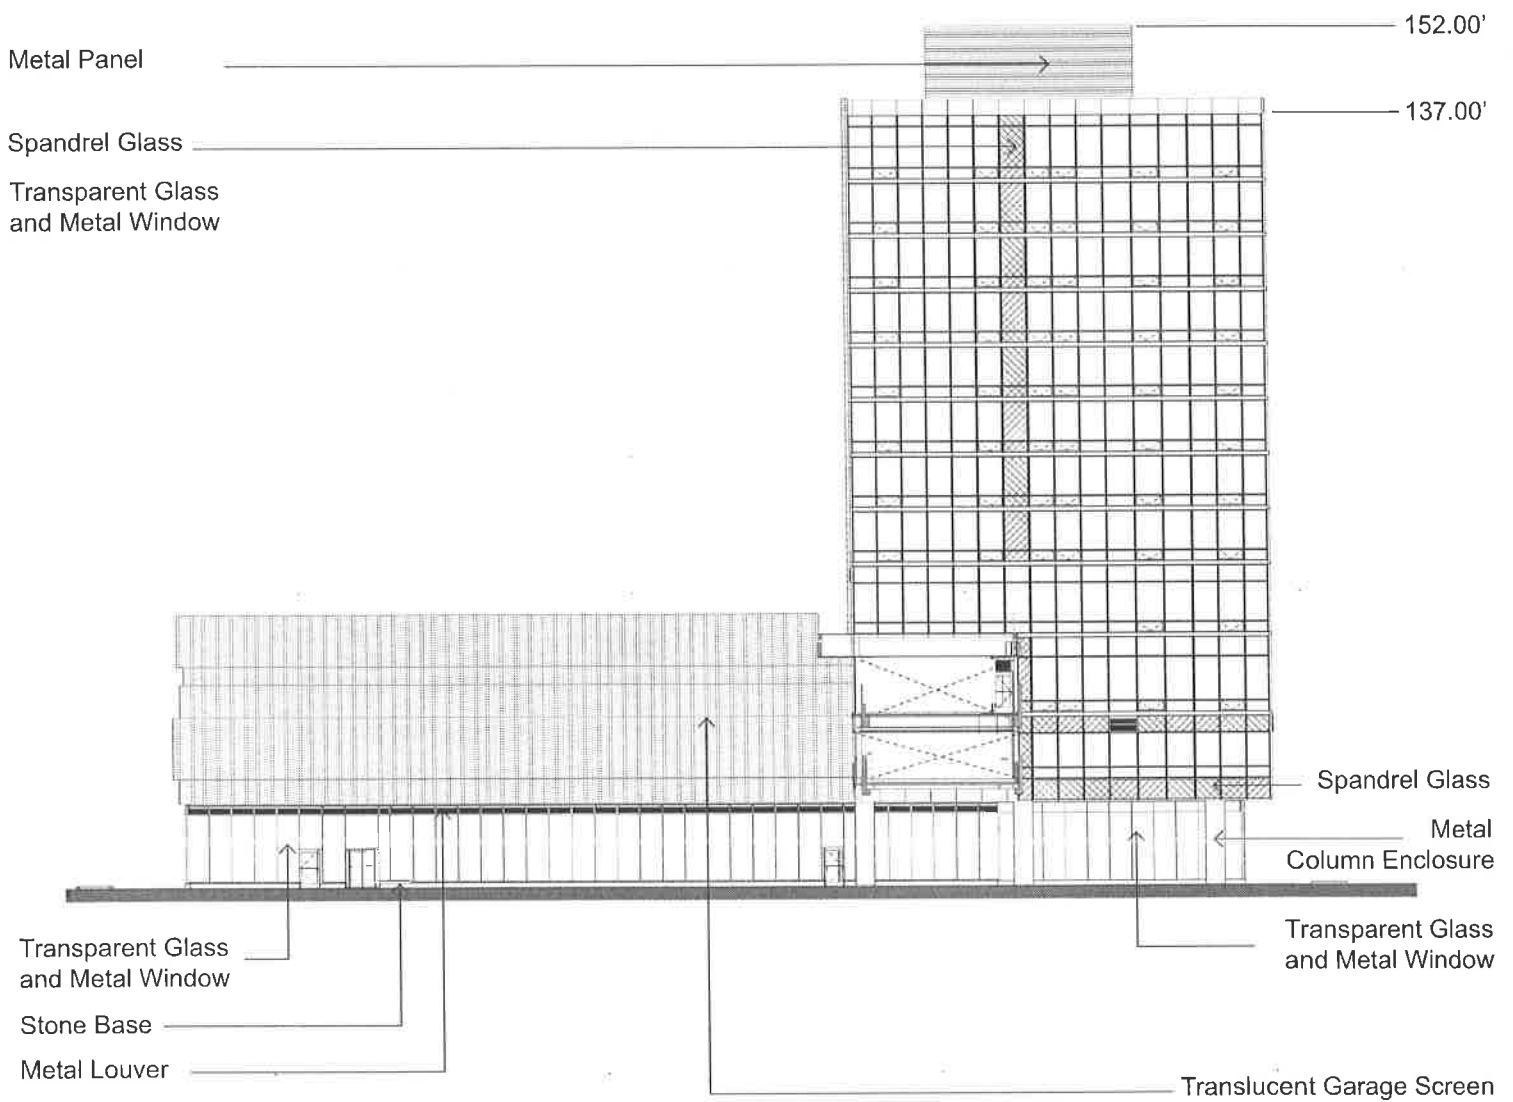 152.00'
Metal Panel
137.00'
Spandrel Glass
Transparent Glass
and Metal Window
Spandrel Glass
Metal
Column Enclosure
Transparent Glass
and Metal Window
Transparent Glass
and Metal Window
Stone Base
Metal Louver
Translucent Garage Screen